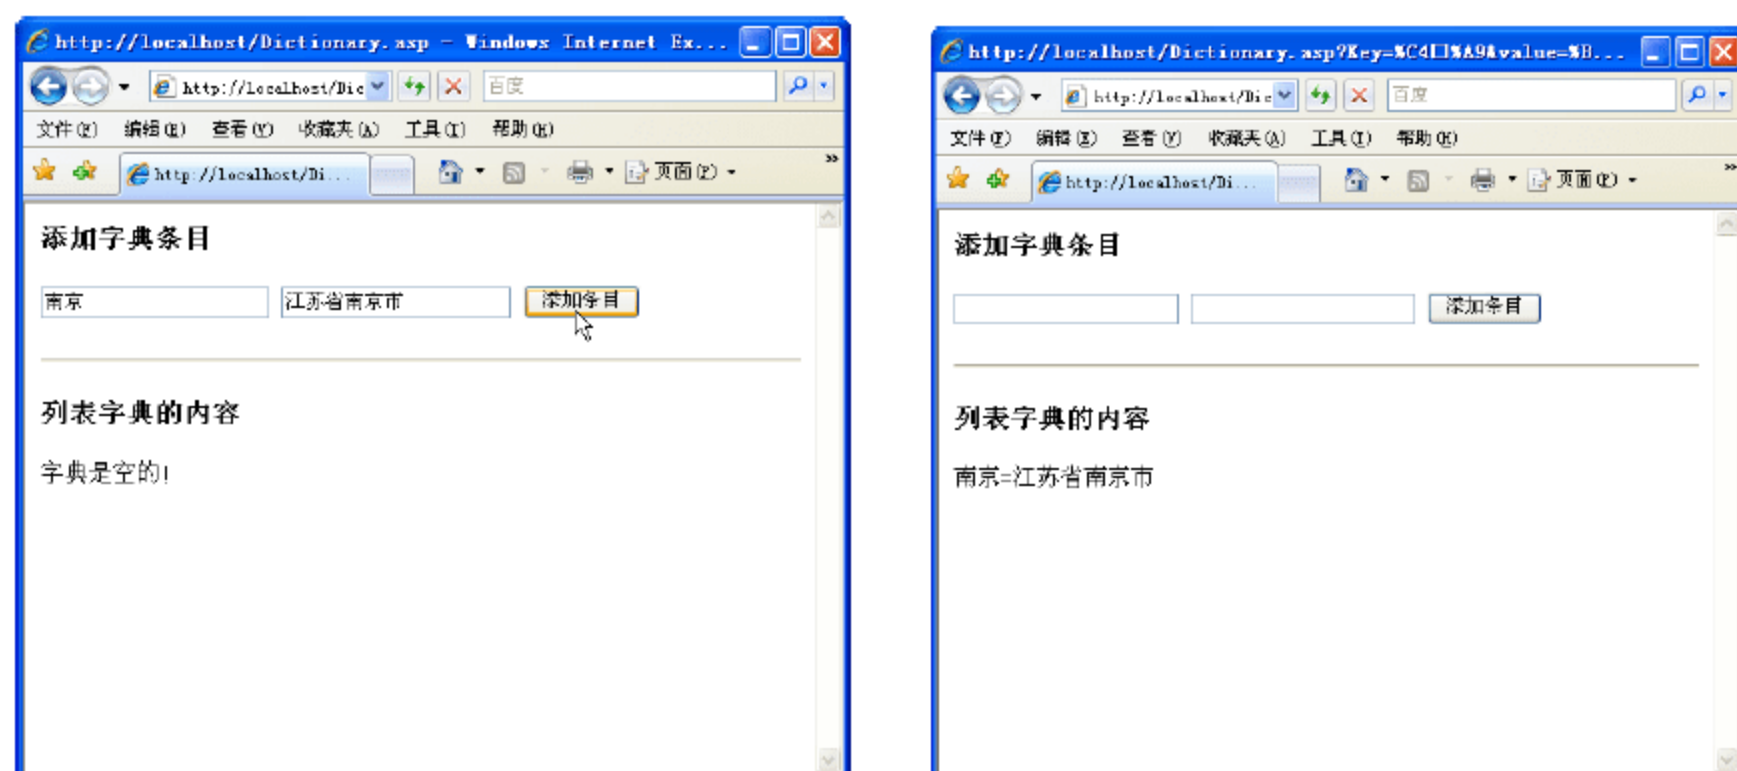 http://localhost/Dictionary.asp - Windows Internet Ex...
http://localhost/Dic
百度
文件(F) 编辑(E) 查看(V) 收藏夹(A) 工具(T) 帮助(H)
http://localhost/Di...
页面(P)
添加字典条目
南京 江苏省南京市 添加条目
列表字典的内容
字典是空的!
http://localhost/Dictionary.asp?Key=%C4□%A9&value=%B...
http://localhost/Dic
百度
文件(F) 编辑(E) 查看(V) 收藏夹(A) 工具(T) 帮助(H)
http://localhost/Di...
页面(P)
添加字典条目
添加条目
列表字典的内容
南京=江苏省南京市